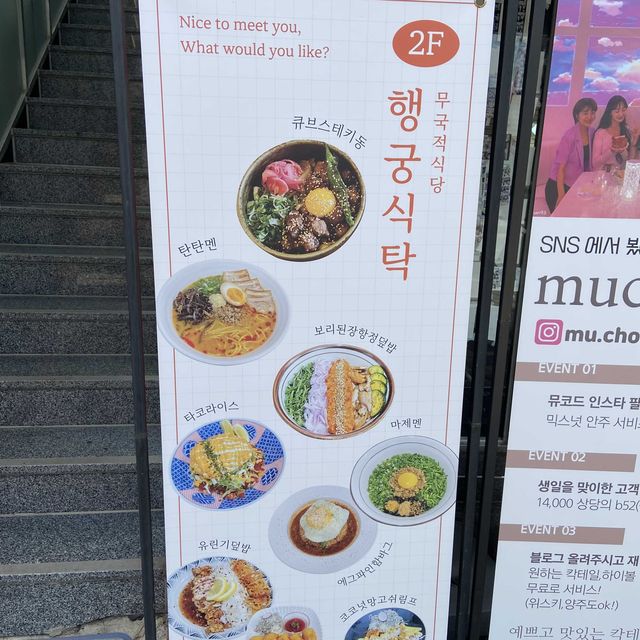 Nice to meet you,
What would you like?
2F
무국적식당
행궁식탁
큐브스테키동
탄탄멘
보리된장항정덮밥
타코라이스
마제멘
에그파인함바그
유린기덮밥
코코넛망고쉬림프
SNS 에서 봤
muc
mu.cho
EVENT 01
뮤코드 인스타 필
믹스넛 안주 서비
EVENT 02
생일을 맞이한 고객
14,000 상당의 b52(
EVENT 03
블로그 올려주시고 재
원하는 칵테일,하이볼
무료로 서비스!
(위스키,양주도ok!)
예쁘고 맛있는